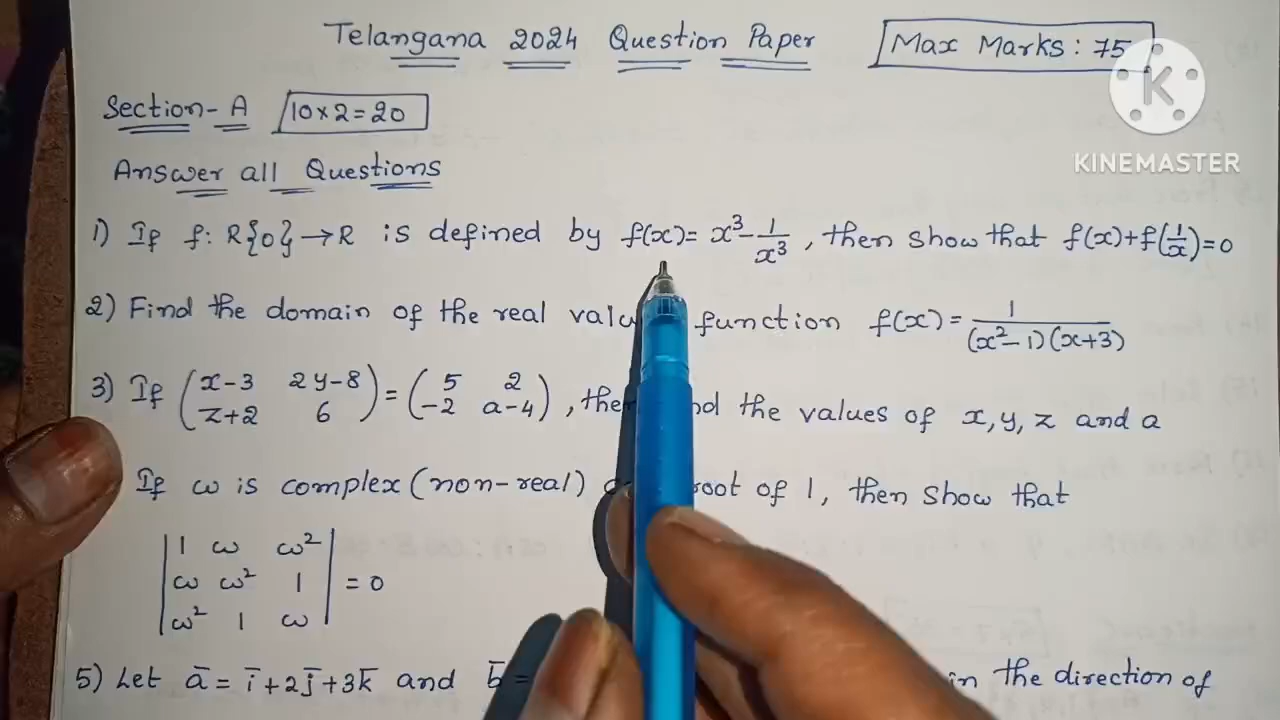 Telangana 2024 Question Paper
Max Marks: 75
KINEMASTER
Section-A 10×2=20
Answer all Questions
1) If f: R{0}→R is defined by f(x)= x³-1/x³, then show that f(x)+f(1/x)=0
2) Find the domain of the real function f(x)= 1/(x²-1)(x+3)
3) If (x-3 2y-8
z+2 6) = (5 2
-2 a-4), the values of x, y, z and a
If ω is complex (non-real) root of 1, then show that
|1 ω ω²|
|ω ω² 1| = 0
|ω² 1 ω|
5) Let a̅ = i̅+2j̅+3k̅ and b̅ = in the direction of